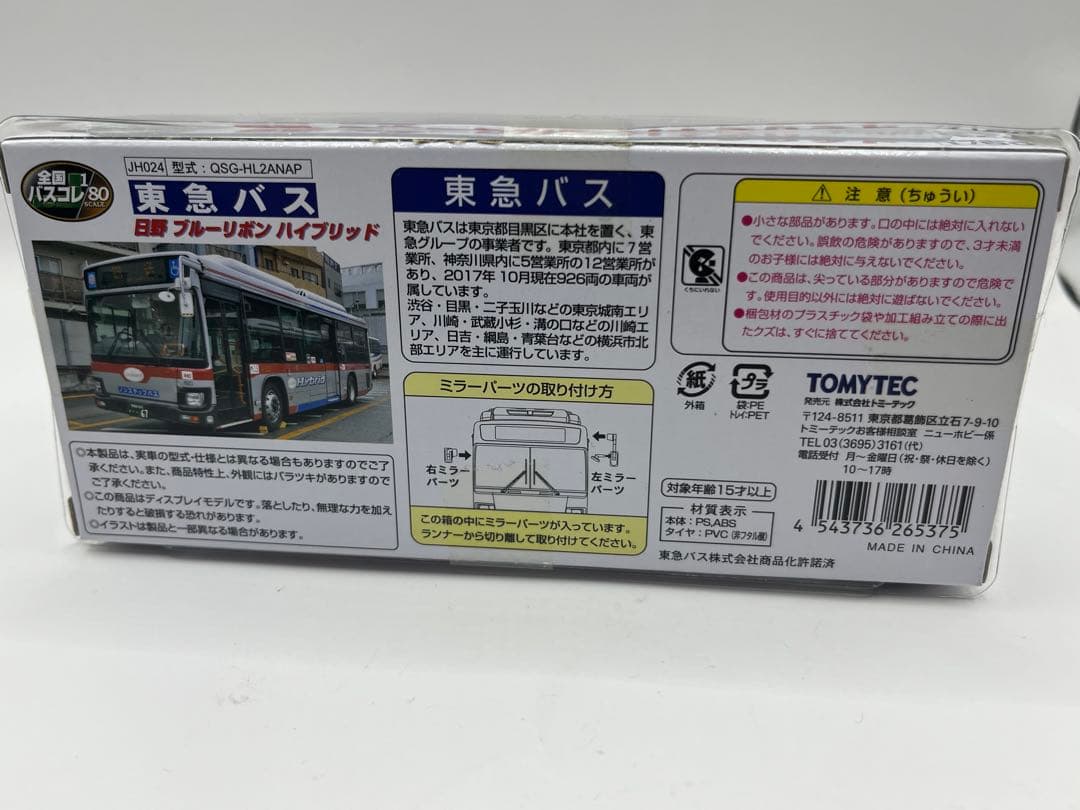 全国
バスコレ
1/80
SCALE
JH024 型式:QSG-HL2ANAP
東急バス
日野 ブルーリボン ハイブリッド
ノンステップバス
Hybrid
67
◎本製品は、実車の型式・仕様とは異なる場合もありますのでご
了承ください。また、商品特性上、外観にはバラツキがありますので
ご了承ください。
◎この商品はディスプレイモデルです。落としたり、無理な力を加え
たりすると破損する恐れがあります。
◎イラストは製品と一部異なる場合があります。
東急バス
東急バスは東京都目黒区に本社を置く、東
急グループの事業者です。東京都内に7営
業所、神奈川県内に5営業所の12営業所が
あり、2017年10月現在926両の車両が
属しています。
渋谷・目黒・二子玉川などの東京城南エリ
ア、川崎・武蔵小杉・溝の口などの川崎エ
リア、日吉・綱島・青葉台などの横浜市北
部エリアを主に運行しています。
ミラーパーツの取り付け方
右ミラー
パーツ
左ミラー
パーツ
この箱の中にミラーパーツが入っています。
ランナーから切り離して取り付けてください。
くちにいれない
注意(ちゅうい)
●小さな部品があります。口の中には絶対に入れない
でください。誤飲の危険がありますので、3才未満
のお子様には絶対に与えないでください。
●この商品は、尖っている部分がありますので危険で
す。使用目的以外には絶対に遊ばないでください。
●梱包材のプラスチック袋や加工組み立ての際に出
たクズは、すぐに捨ててください。
紙
外箱
プラ
袋:PE
トレイ:PET
TOMYTEC
発売元 株式会社トミーテック
〒124-8511 東京都葛飾区立石7-9-10
トミーテックお客様相談室 ニューホビー係
TEL 03(3695)3161(代)
電話受付 月~金曜日(祝・祭・休日を除く)
10~17時
対象年齢15才以上
材質表示
本体:PS,ABS
タイヤ:PVC(非フタル酸)
4 543736 265375
MADE IN CHINA
東急バス株式会社商品化許諾済